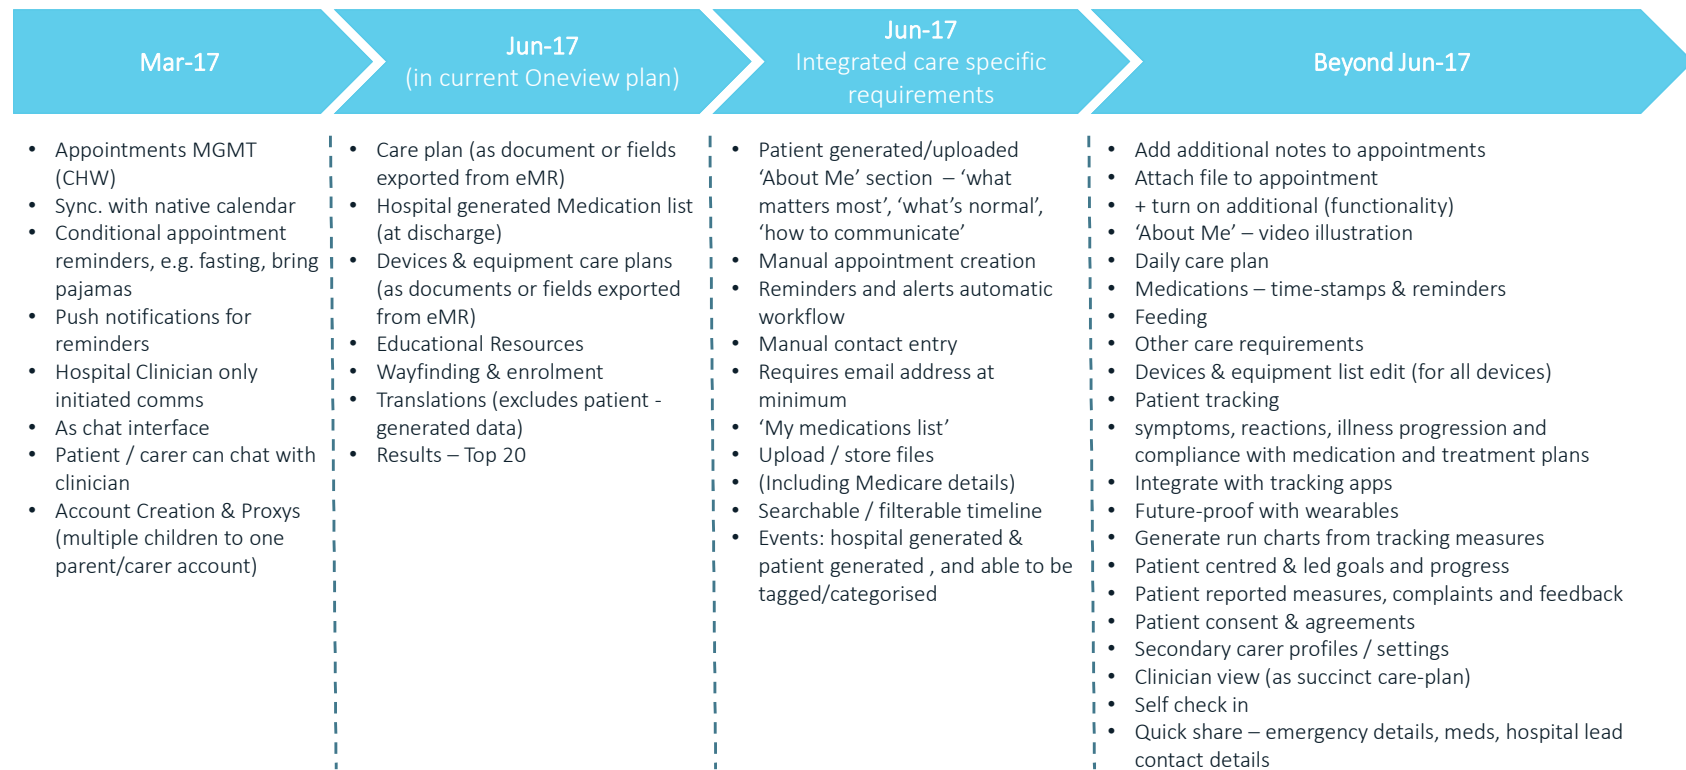 Mar-17
Jun-17
(in current Oneview plan)
Jun-17
Integrated care specific
requirements
Beyond Jun-17
• Appointments MGMT
(CHW)
• Sync. with native calendar
• Conditional appointment
reminders, e.g. fasting, bring
pajamas
• Push notifications for
reminders
• Hospital Clinician only
initiated comms
• As chat interface
• Patient / carer can chat with
clinician
• Account Creation & Proxys
(multiple children to one
parent/carer account)
• Care plan (as document or fields
exported from eMR)
• Hospital generated Medication list
(at discharge)
• Devices & equipment care plans
(as documents or fields exported
from eMR)
• Educational Resources
• Wayfinding & enrolment
• Translations (excludes patient -
generated data)
• Results – Top 20
• Patient generated/uploaded
‘About Me’ section – ‘what
matters most’, ‘what’s normal’,
‘how to communicate’
• Manual appointment creation
• Reminders and alerts automatic
workflow
• Manual contact entry
• Requires email address at
minimum
• ‘My medications list’
• Upload / store files
• (Including Medicare details)
• Searchable / filterable timeline
• Events: hospital generated &
patient generated , and able to be
tagged/categorised
• Add additional notes to appointments
• Attach file to appointment
• + turn on additional (functionality)
• ‘About Me’ – video illustration
• Daily care plan
• Medications – time-stamps & reminders
• Feeding
• Other care requirements
• Devices & equipment list edit (for all devices)
• Patient tracking
• symptoms, reactions, illness progression and
compliance with medication and treatment plans
• Integrate with tracking apps
• Future-proof with wearables
• Generate run charts from tracking measures
• Patient centred & led goals and progress
• Patient reported measures, complaints and feedback
• Patient consent & agreements
• Secondary carer profiles / settings
• Clinician view (as succinct care-plan)
• Self check in
• Quick share – emergency details, meds, hospital lead
contact details